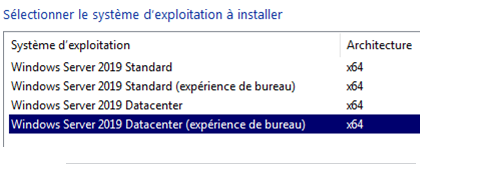 Sélectionner le système d'exploitation à installer
Système d'exploitation Architecture
Windows Server 2019 Standard x64
Windows Server 2019 Standard (expérience de bureau) x64
Windows Server 2019 Datacenter x64
Windows Server 2019 Datacenter (expérience de bureau) x64